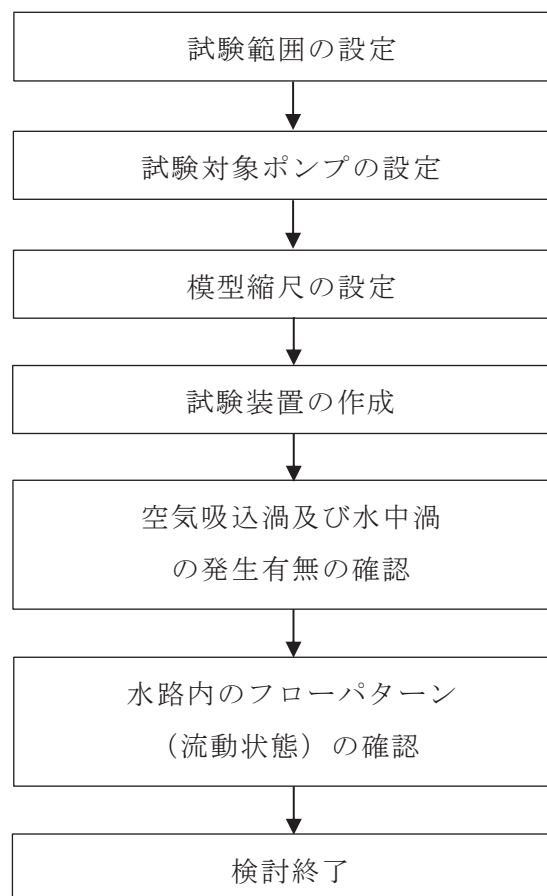 試験範囲の設定
試験対象ポンプの設定
模型縮尺の設定
試験装置の作成
空気吸込渦及び水中渦
の発生有無の確認
水路内のフローパターン
（流動状態）の確認
検討終了